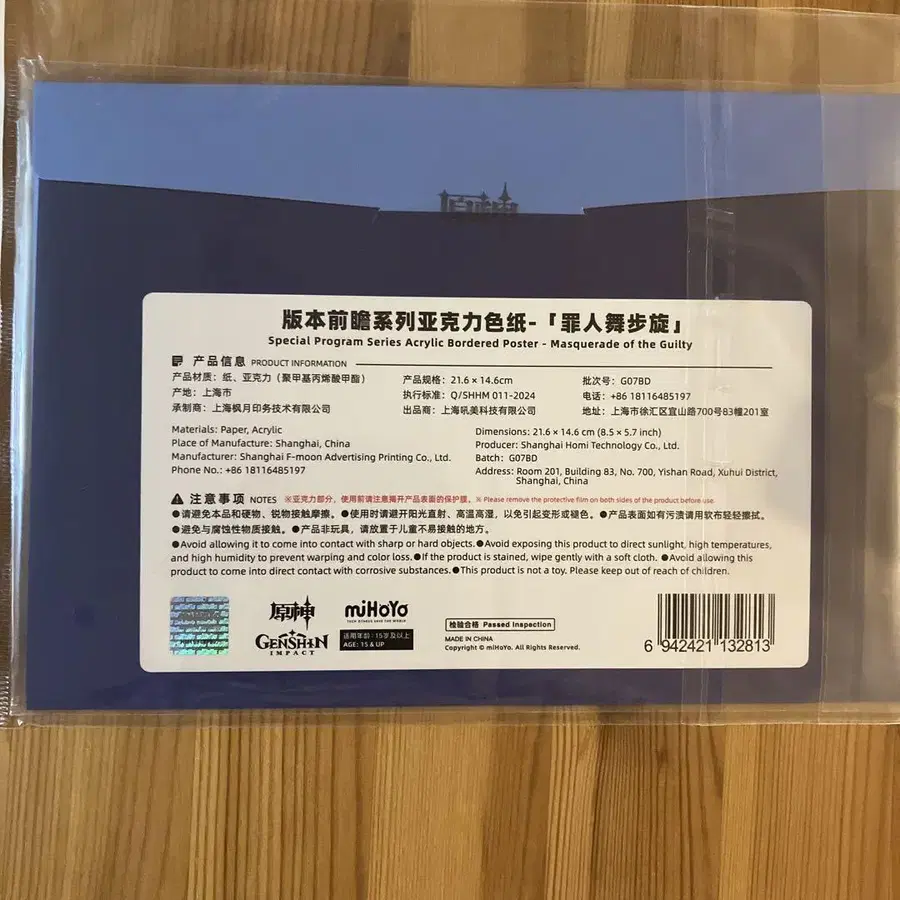 原神
版本前瞻系列亚克力色纸-「罪人舞步旋」
Special Program Series Acrylic Bordered Poster - Masquerade of the Guilty
产品信息 PRODUCT INFORMATION
产品材质：纸、亚克力（聚甲基丙烯酸甲酯） 产品规格：21.6 × 14.6cm 批次号：G07BD
产地：上海市 执行标准：Q/SHHM 011-2024 电话：+86 18116485197
承制商：上海枫月印务技术有限公司 出品商：上海吼美科技有限公司 地址：上海市徐汇区宜山路700号B3幢201室
Materials: Paper, Acrylic Dimensions: 21.6 × 14.6 cm (8.5 × 5.7 inch)
Place of Manufacture: Shanghai, China Producer: Shanghai Homi Technology Co., Ltd.
Manufacturer: Shanghai F-moon Advertising Printing Co., Ltd. Batch: G07BD
Phone No.: +86 18116485197 Address: Room 201, Building 83, No. 700, Yishan Road, Xuhui District,
Shanghai, China
注意事项 NOTES ※亚克力部分，使用前请注意揭开产品表面的保护膜。※ Please remove the protective film on both sides of the product before use.
●请避免本品和硬物、锐物接触摩擦。●使用时请避开阳光直射、高温高湿，以免引起变形或褪色。●产品表面如有污渍请用软布轻轻擦拭。
●避免与腐蚀性物质接触。●产品非玩具，请放置于儿童不易接触的地方。
●Avoid allowing it to come into contact with sharp or hard objects.●Avoid exposing this product to direct sunlight, high temperatures,
and high humidity to prevent warping and color loss.●If the product is stained, wipe gently with a soft cloth. ●Avoid allowing this
product to come into direct contact with corrosive substances.●This product is not a toy. Please keep out of reach of children.
原神
GENSHIN
IMPACT
miHoYo
TECH OTAKUS SAVE THE WORLD
适用年龄：15岁及以上
AGE: 15 & UP
检验合格 Passed Inspection
MADE IN CHINA
Copyright © miHoYo. All Rights Reserved.
6 942421 132813